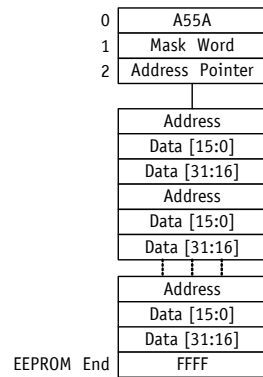 0 A55A
1 Mask Word
2 Address Pointer
Address
Data [15:0]
Data [31:16]
Address
Data [15:0]
Data [31:16]
Address
Data [15:0]
Data [31:16]
EEPROM End FFFF